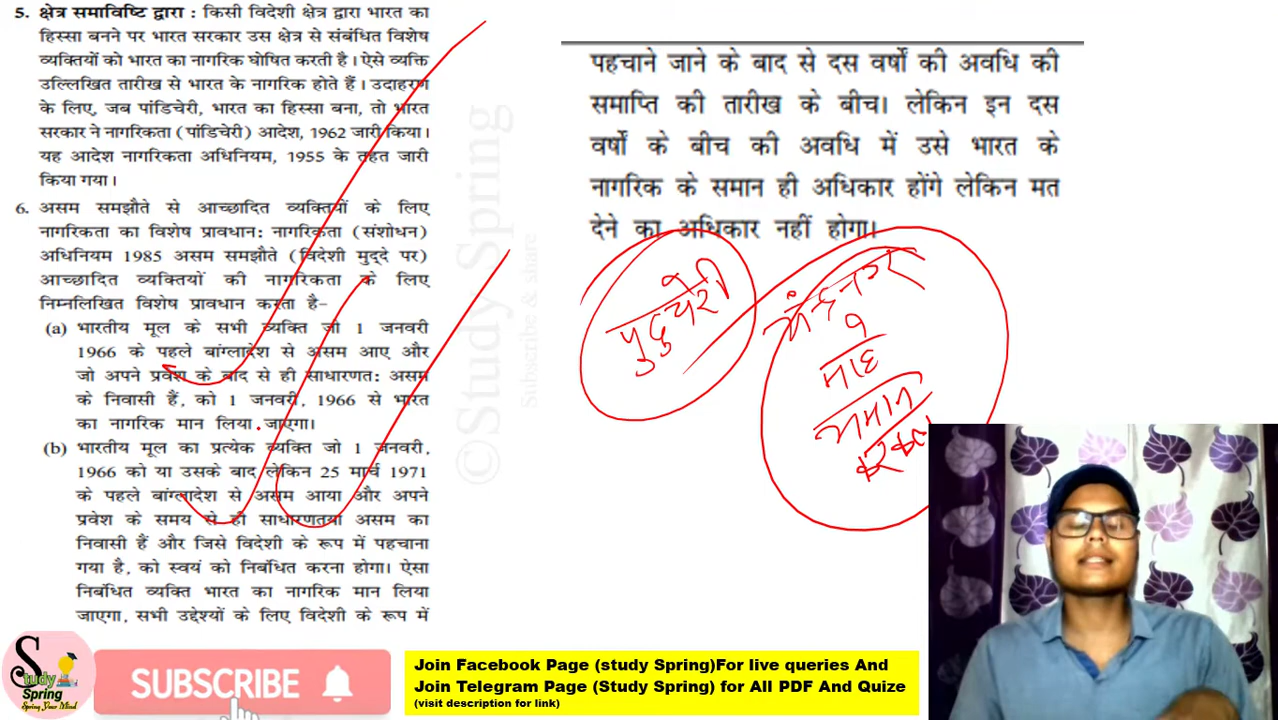 5. क्षेत्र समाविष्टि द्वारा : किसी विदेशी क्षेत्र द्वारा भारत का
हिस्सा बनने पर भारत सरकार उस क्षेत्र से संबंधित विशेष
व्यक्तियों को भारत का नागरिक घोषित करती है। ऐसे व्यक्ति
उल्लिखित तारीख से भारत के नागरिक होते हैं। उदाहरण
के लिए, जब पांडिचेरी, भारत का हिस्सा बना, तो भारत
सरकार ने नागरिकता (पांडिचेरी) आदेश, 1962 जारी किया।
यह आदेश नागरिकता अधिनियम, 1955 के तहत जारी
किया गया।
6. असम समझौते से आच्छादित व्यक्तियों के लिए
नागरिकता का विशेष प्रावधान: नागरिकता (संशोधन)
अधिनियम 1985 असम समझौते (विदेशी मुद्दे पर)
आच्छादित व्यक्तियों की नागरिकता के लिए
निम्नलिखित विशेष प्रावधान करता है–
(a) भारतीय मूल के सभी व्यक्ति जो 1 जनवरी
1966 के पहले बांग्लादेश से असम आए और
जो अपने प्रवेश के बाद से ही साधारणत: असम
के निवासी हैं, को 1 जनवरी, 1966 से भारत
का नागरिक मान लिया जाएगा।
(b) भारतीय मूल का प्रत्येक व्यक्ति जो 1 जनवरी,
1966 को या उसके बाद लेकिन 25 मार्च 1971
के पहले बांग्लादेश से असम आया और अपने
प्रवेश के समय से ही साधारणतया असम का
निवासी हैं और जिसे विदेशी के रूप में पहचाना
गया है, को स्वयं को निबंधित करना होगा। ऐसा
निबंधित व्यक्ति भारत का नागरिक मान लिया
जाएगा, सभी उद्देश्यों के लिए विदेशी के रूप में
पहचाने जाने के बाद से दस वर्षों की अवधि की
समाप्ति की तारीख के बीच। लेकिन इन दस
वर्षों के बीच की अवधि में उसे भारत के
नागरिक के समान ही अधिकार होंगे लेकिन मत
देने का अधिकार नहीं होगा।
पुदुचेरी
चंद्रनगर
माहे
©Study Spring
Subscribe & share
Study
Spring
Spring Your Mind
SUBSCRIBE
Join Facebook Page (study Spring)For live queries And
Join Telegram Page (Study Spring) for All PDF And Quize
(visit description for link)